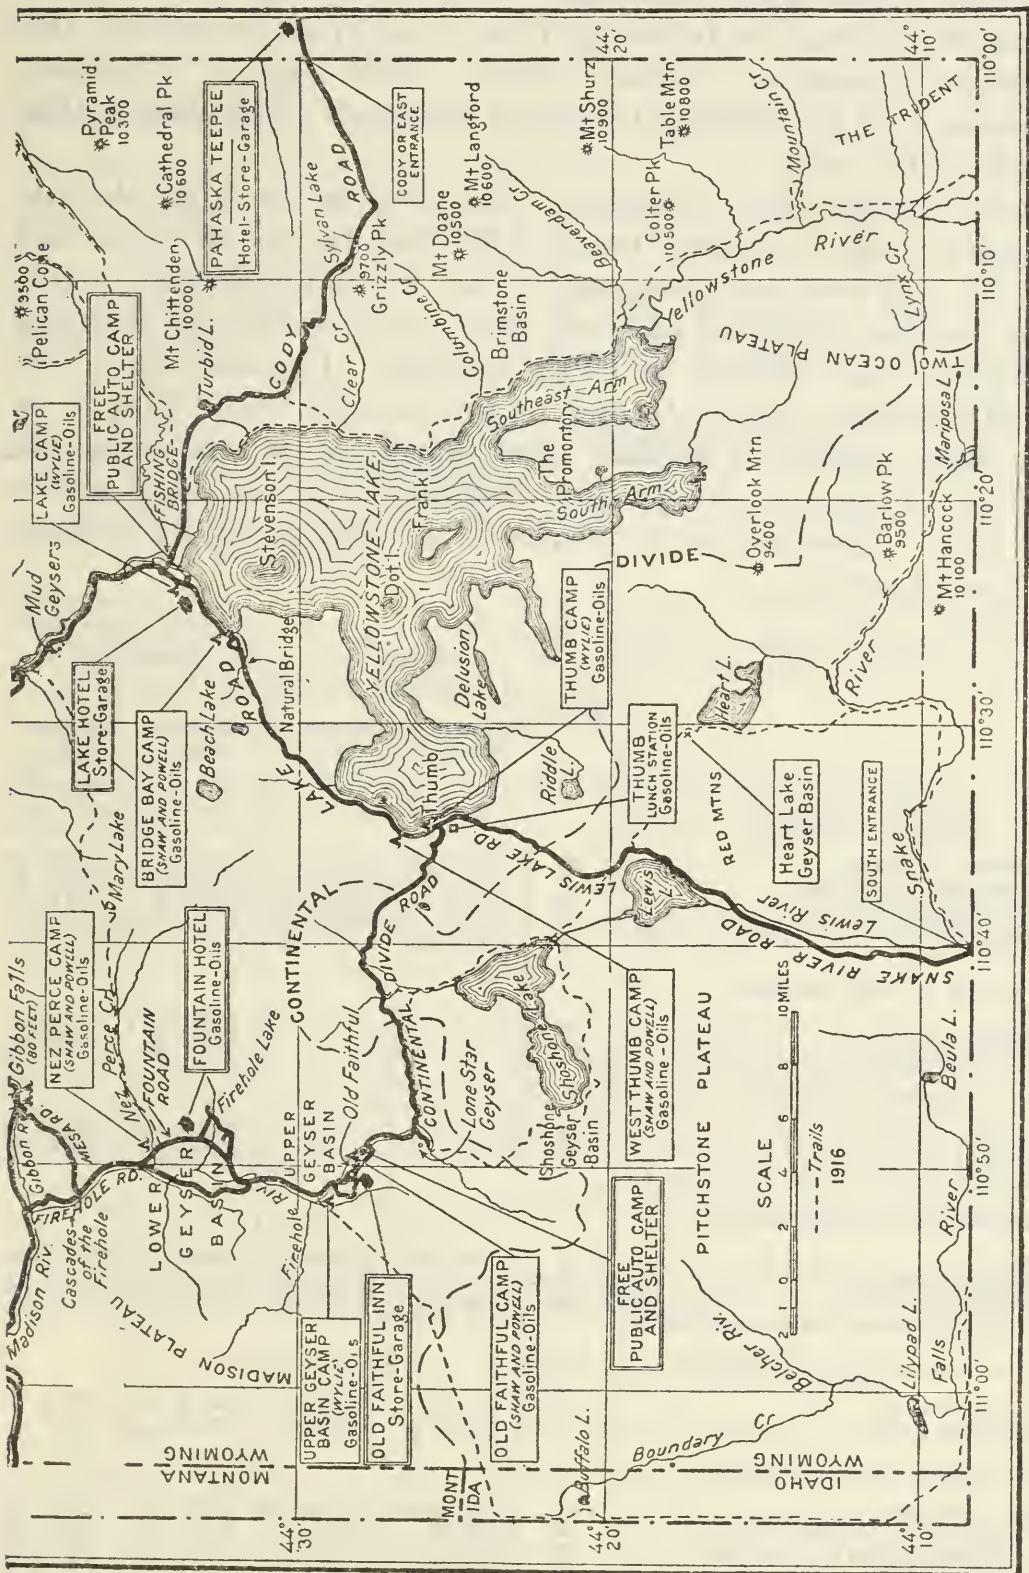 Pyramid
Peak
10300
Cathedral Pk
10600
PAHASKA TEPEE
Hotel-Store-Garage
CODY OR EAST
ENTRANCE
Mt Langford
10600
Mt Shurz
10900
Table Mtn
10800
Mountain Cr
THE TRIDENT
44°
20'
44°
10'
110°00'
Pelican Cone
Mt Chittenden
10000
Turbid L.
Sylvan Lake
CODY ROAD
9700
Grizzly Pk
Clear Cr
Columbine Cr
Mt Doane
10500
Beaverdam Cr
Brimstone
Basin
Colter Pk
10500
Yellowstone River
Lynx Cr
110°10'
TWO OCEAN PLATEAU
FREE
PUBLIC AUTO CAMP
AND SHELTER
LAKE CAMP
(WYLIE)
Gasoline-Oils
FISHING
BRIDGE
Mud
Geysers
Stevenson I
YELLOWSTONE LAKE
Dot I
Frank I
Southeast Arm
The
Promontory
South Arm
Overlook Mtn
9400
Barlow Pk
9500
Mariposa L
Mt Hancock
10100
110°20'
DIVIDE
LAKE HOTEL
Store-Garage
BRIDGE BAY CAMP
(SHAW AND POWELL)
Gasoline-Oils
Natural Bridge
Beach Lake
LAKE ROAD
Delusion
Lake
THUMB CAMP
(WYLIE)
Gasoline-Oils
Heart L.
River
110°30'
Thumb
Riddle
L.
THUMB
LUNCH STATION
Gasoline-Oils
RED MTNS
Heart Lake
Geyser Basin
SOUTH ENTRANCE
Snake
Mary Lake
NEZ PERCE CAMP
(SHAW AND POWELL)
Gasoline-Oils
FOUNTAIN HOTEL
Gasoline-Oils
CONTINENTAL
DIVIDE
ROAD
LEWIS LAKE RD.
Lewis
L.
Lewis River
SNAKE RIVER ROAD
110°40'
Gibbon Falls
(80 FEET)
Gibbon R.
MESA RD.
Nez Perce Cr
FOUNTAIN
ROAD
Firehole Lake
Old Faithful
CONTINENTAL
Lone Star
Geyser
Shoshone Lake
Shoshone
Geyser
Basin
WEST THUMB CAMP
(SHAW AND POWELL)
Gasoline-Oils
PITCHSTONE PLATEAU
Beula L.
FIREHOLE RD.
LOWER
GEYSER
BASIN
UPPER
GEYSER
BASIN
SCALE
2 1 0 2 4 6 8 10 MILES
Trails
1916
110°50'
Madison Riv.
Cascades
of the
Firehole
Firehole Riv
MADISON PLATEAU
UPPER GEYSER
BASIN CAMP
(WYLIE)
Gasoline-Oils
OLD FAITHFUL INN
Store-Garage
OLD FAITHFUL CAMP
(SHAW AND POWELL)
Gasoline-Oils
FREE
PUBLIC AUTO CAMP
AND SHELTER
Belcher Riv.
Lilypad L.
Falls River
111°00'
MONTANA
WYOMING
MONT
IDA
Buffalo L.
Boundary Cr
IDAHO
WYOMING
44°
30'
44°
20'
44°
10'